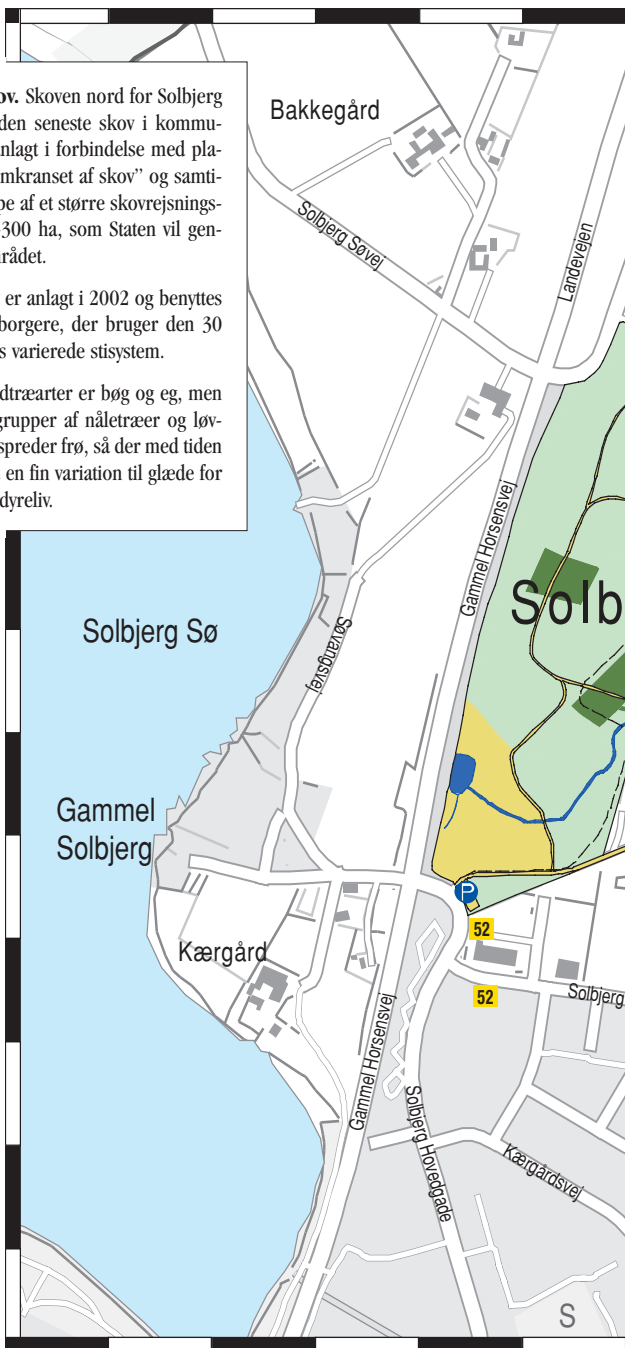 ov. Skoven nord for Solbjerg
den seneste skov i kommu-
nlagt i forbindelse med pla-
mkranset af skov” og samti-
pe af et større skovrejsnings-
300 ha, som Staten vil gen-
mrådet.
er anlagt i 2002 og benyttes
borgere, der bruger den 30
s varierede stisystem.
dtræarter er bøg og eg, men
grupper af nåletræer og løv-
spreder frø, så der med tiden
en fin variation til glæde for
dyreliv.
Bakkegård
Solbjerg Søvej
Landevejen
Gammel Horsensvej
Solb
Solbjerg Sø
Søvangsvej
Gammel
Solbjerg
P
Kærgård
52
52
Solbjerg
Gammel Horsensvej
Solbjerg Hovedgade
Kærgårdsvej
S